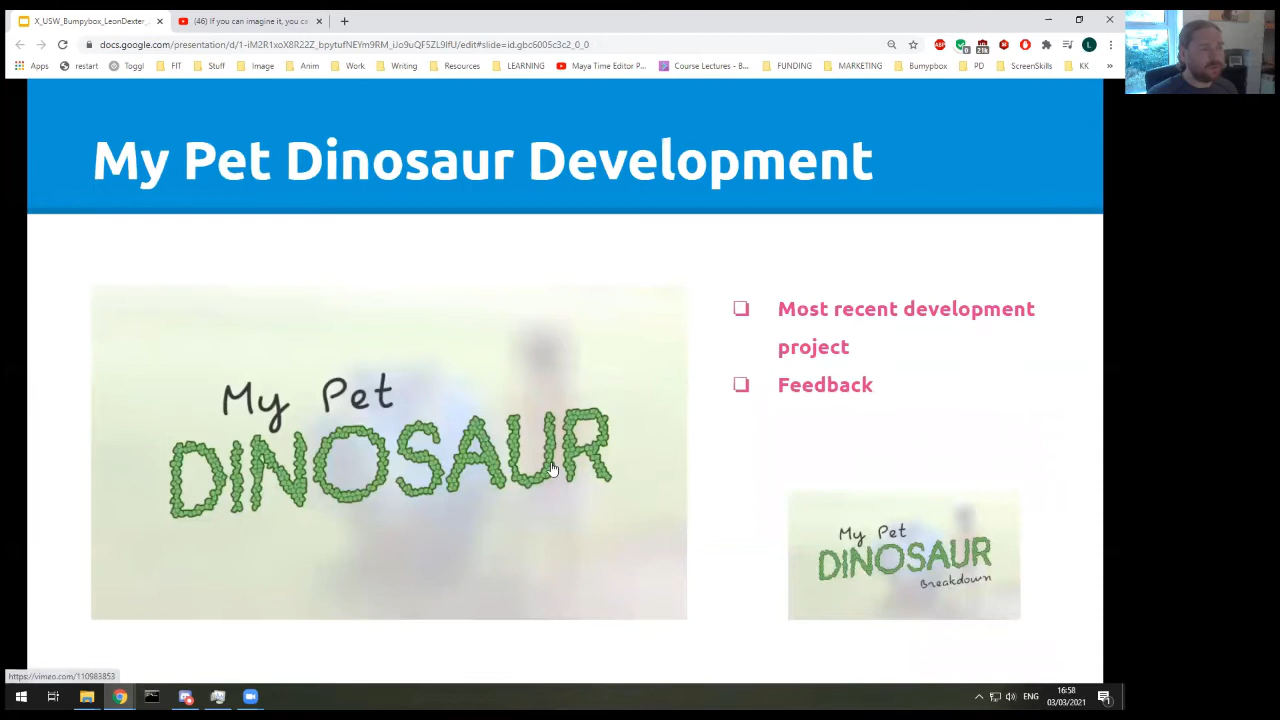 X_USW_Bumpybox_LeonDexter_
(46) If you can imagine it, you ca
docs.google.com/presentation/d/1-iM2R1xoX8R22Z_bpytufNEYm9RM_iJo9uQF5ZL9fU/edit#slide=id.gbc6005c3c2_0_0
Apps restart Toggl FIT Stuff Image Anim Work Writing Resources LEARNING Maya Time Editor P... Course Lectures - B... FUNDING MARKETING Bumpybox PD ScreenSkills KK »
My Pet Dinosaur Development
Most recent development
project
Feedback
My Pet
DINOSAUR
My Pet
DINOSAUR
Breakdown
https://vimeo.com/110983853
ENG
16:58
03/03/2021